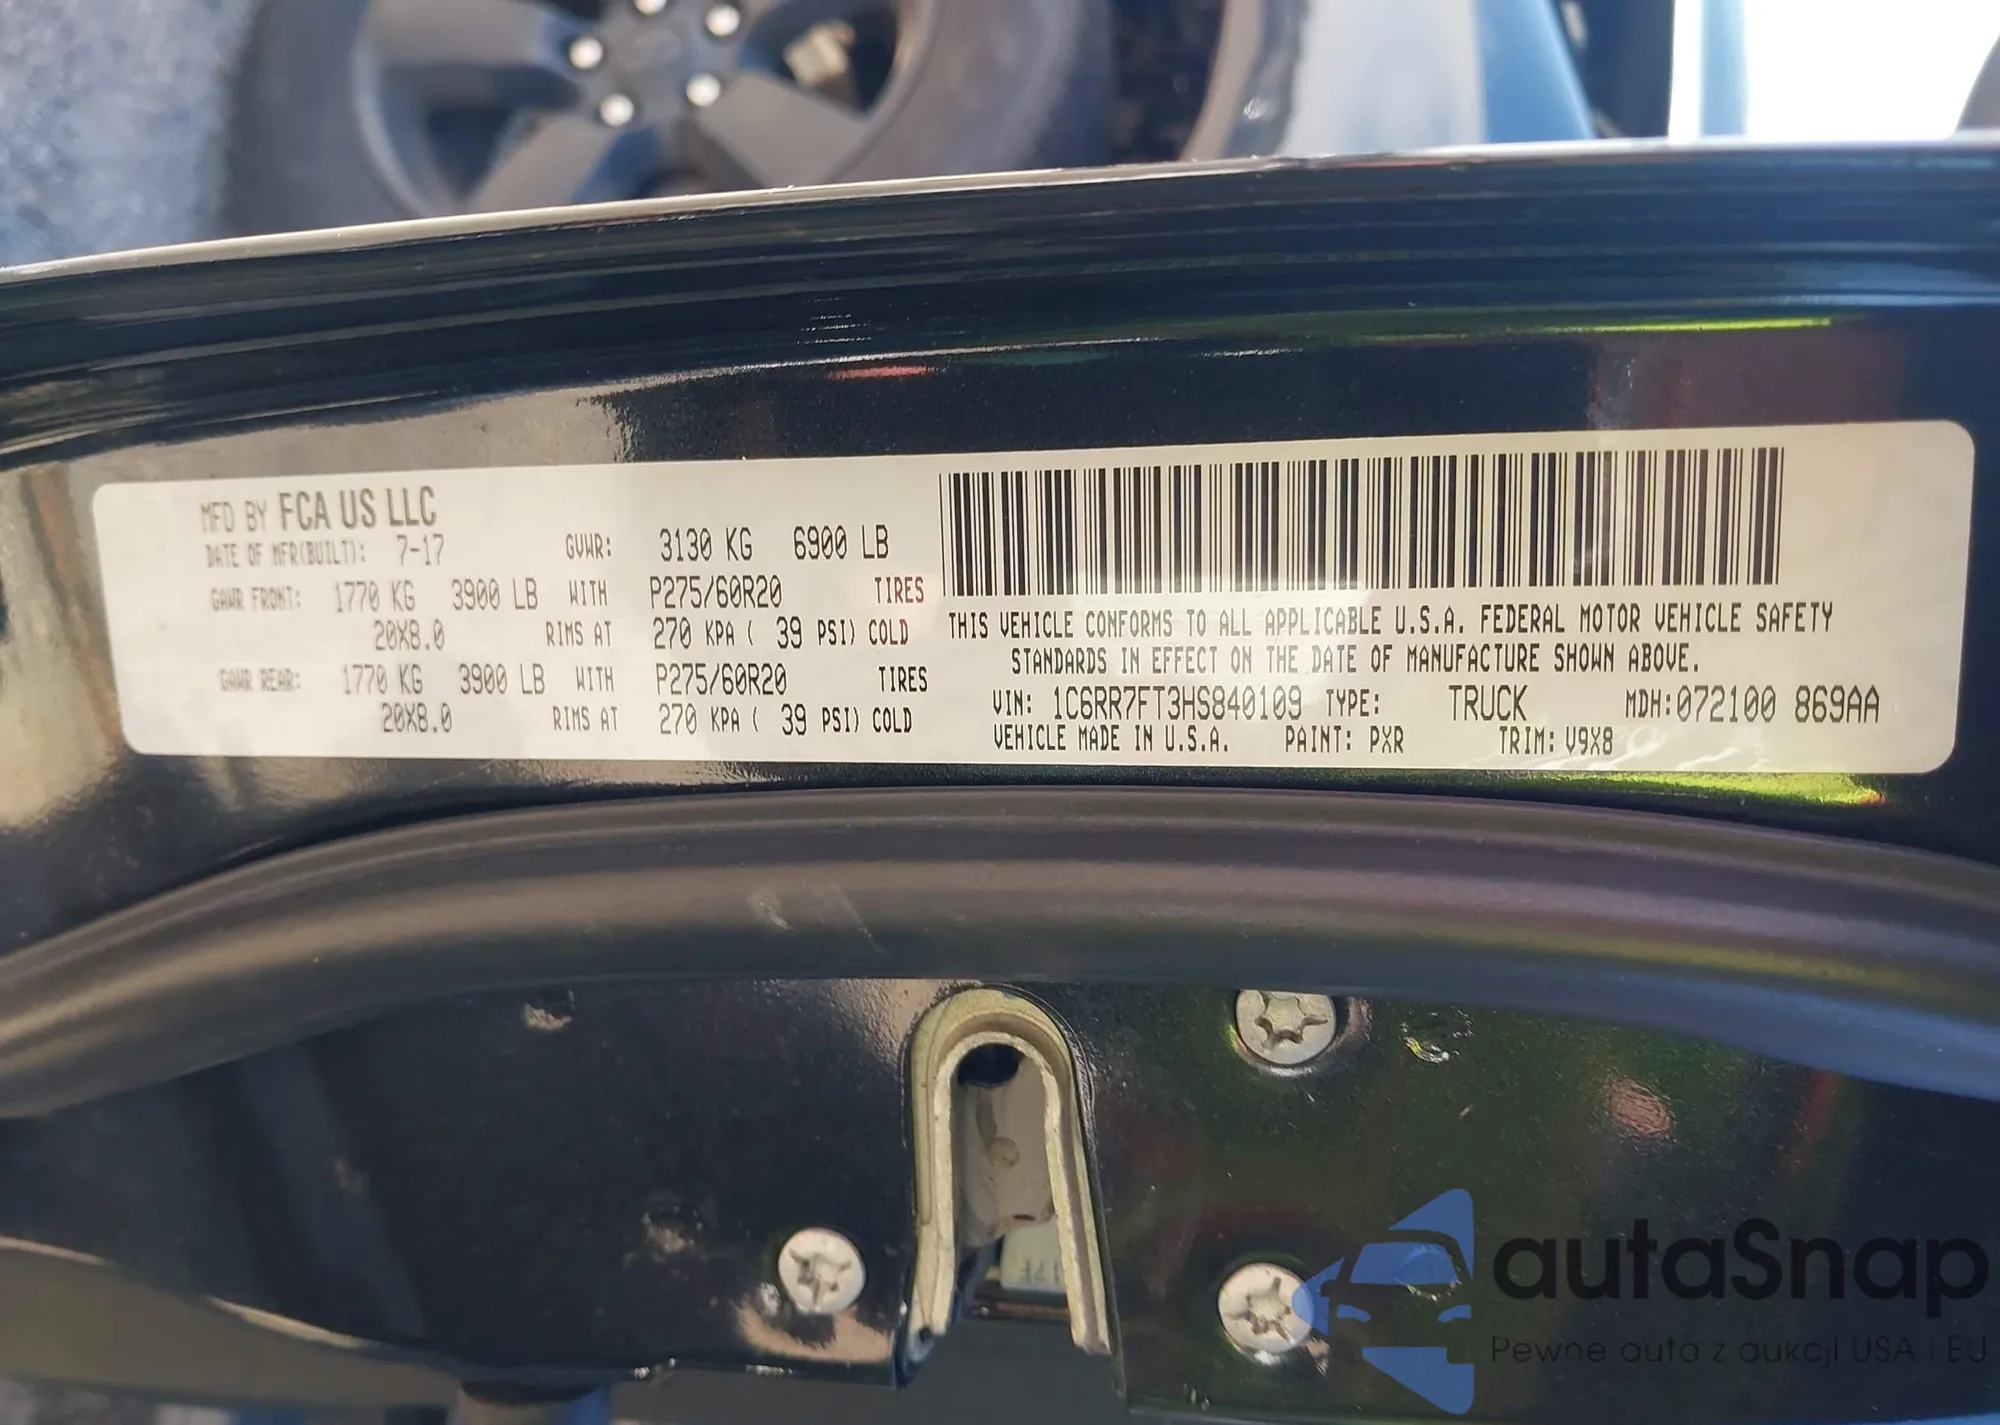 MFD BY FCA US LLC
DATE OF MFR(BUILT): 7-17 GVWR: 3130 KG 6900 LB
GAWR FRONT: 1770 KG 3900 LB WITH P275/60R20 TIRES
20X8.0 RIMS AT 270 KPA ( 39 PSI) COLD
GAWR REAR: 1770 KG 3900 LB WITH P275/60R20 TIRES
20X8.0 RIMS AT 270 KPA ( 39 PSI) COLD
THIS VEHICLE CONFORMS TO ALL APPLICABLE U.S.A. FEDERAL MOTOR VEHICLE SAFETY
STANDARDS IN EFFECT ON THE DATE OF MANUFACTURE SHOWN ABOVE.
VIN: 1C6RR7FT3HS840109 TYPE: TRUCK MDH:072100 869AA
VEHICLE MADE IN U.S.A. PAINT: PXR TRIM: V9X8
autaSnap
Pewne auta z aukcji USA i EU